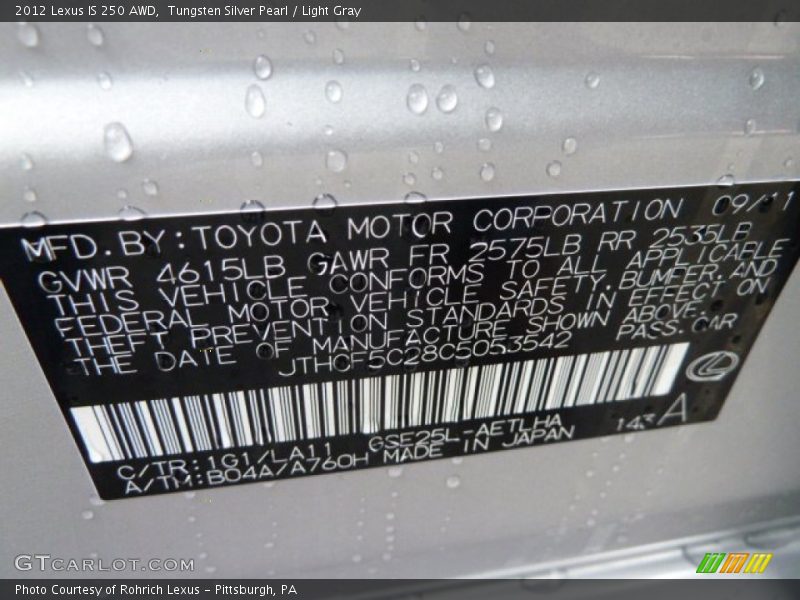 2012 Lexus IS 250 AWD, Tungsten Silver Pearl / Light Gray
MFD.BY:TOYOTA MOTOR CORPORATION 09/11
GVWR 4615LB GAWR FR 2575LB RR 2535LB
THIS VEHICLE CONFORMS TO ALL APPLICABLE
FEDERAL MOTOR VEHICLE SAFETY,BUMPER,AND
THEFT PREVENTION STANDARDS IN EFFECT ON
THE DATE OF MANUFACTURE SHOWN ABOVE.
JTHCF5C28C5053542 PASS.CAR
C/TR:1G1/LA11 GSE25L-AETLHA
A/TM:B04A/A760H MADE IN JAPAN 143A
GTCARLOT.COM
Photo Courtesy of Rohrich Lexus - Pittsburgh, PA